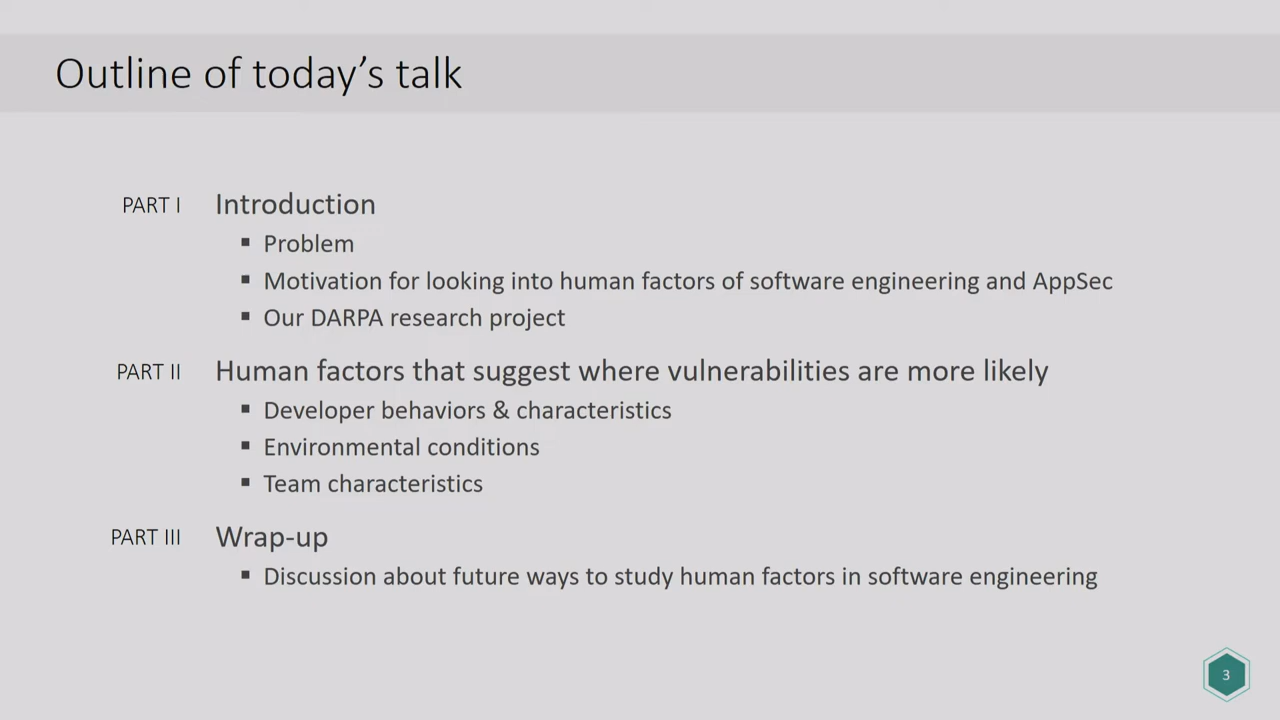 Outline of today’s talk
PART I Introduction
▪ Problem
▪ Motivation for looking into human factors of software engineering and AppSec
▪ Our DARPA research project
PART II Human factors that suggest where vulnerabilities are more likely
▪ Developer behaviors & characteristics
▪ Environmental conditions
▪ Team characteristics
PART III Wrap-up
▪ Discussion about future ways to study human factors in software engineering
3